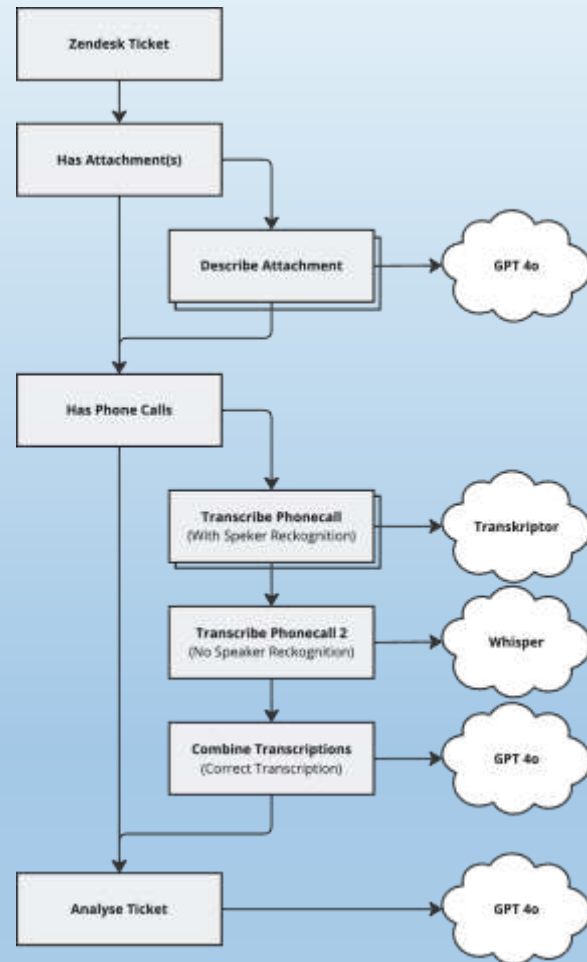 Zendesk Ticket
Has Attachment(s)
Describe Attachment
GPT 4o
Has Phone Calls
Transcribe Phonecall
(With Speker Reckognition)
Transkriptor
Transcribe Phonecall 2
(No Speaker Reckognition)
Whisper
Combine Transcriptions
(Correct Transcription)
GPT 4o
Analyse Ticket
GPT 4o